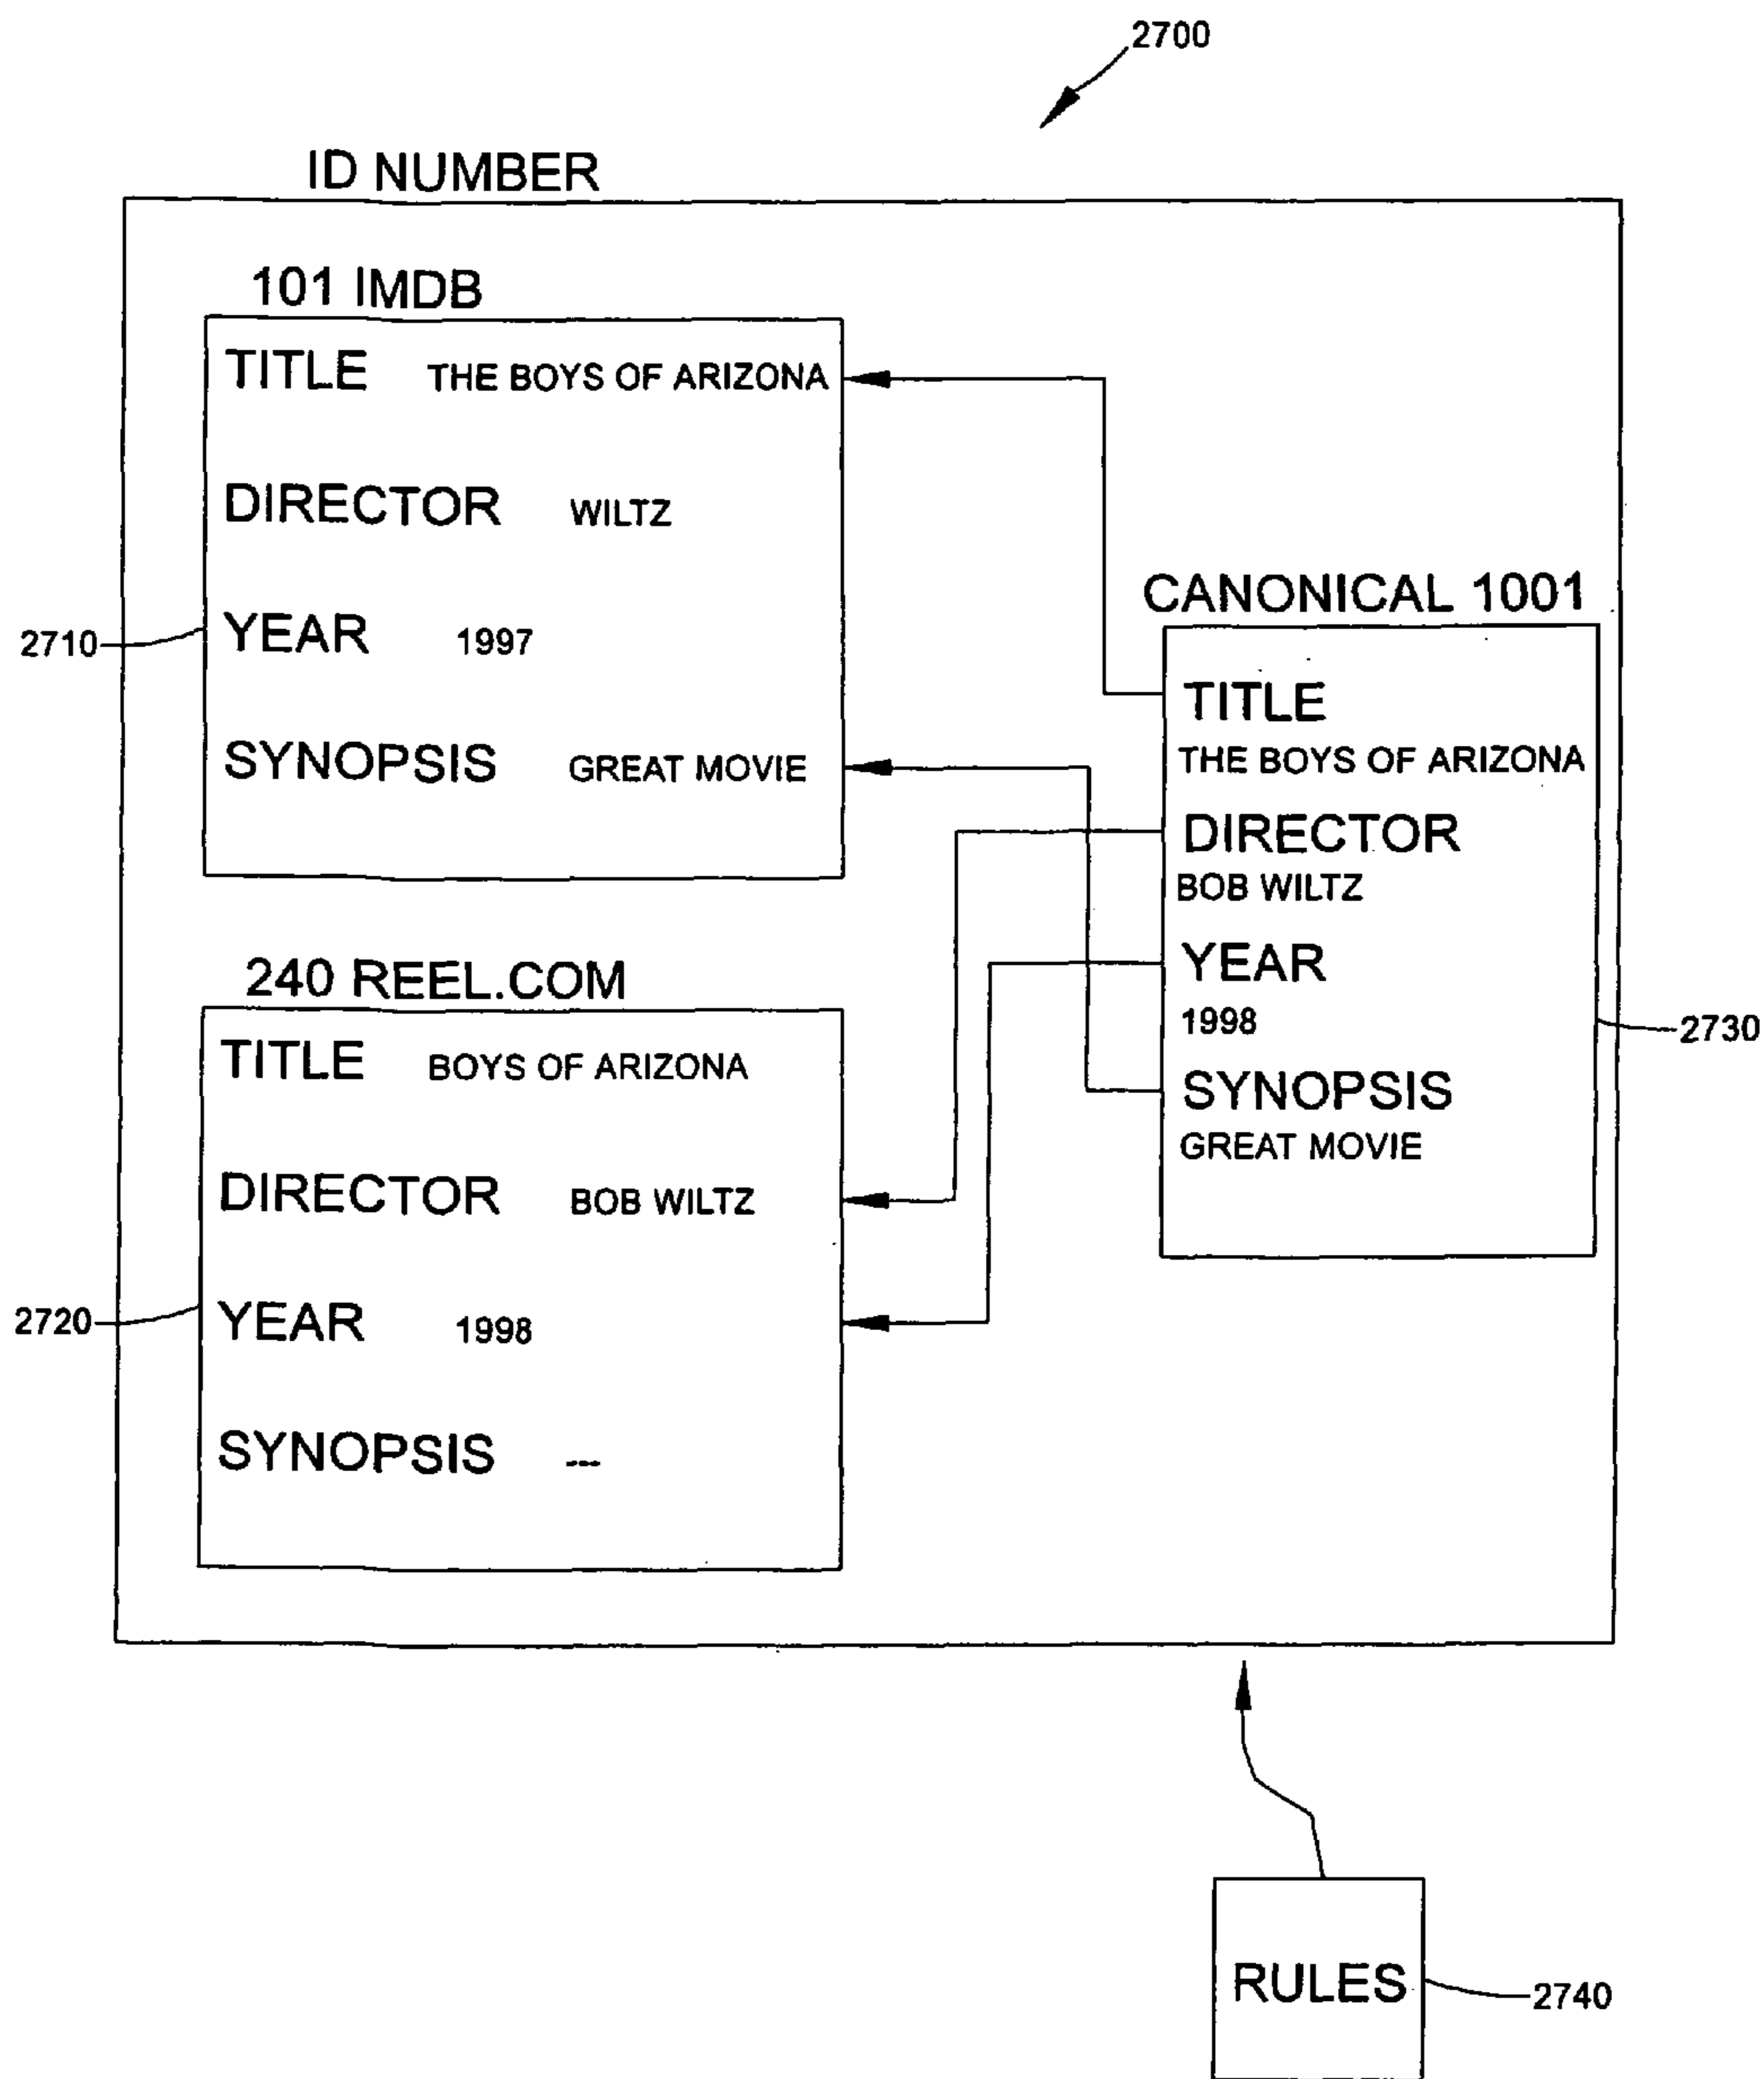 2700
ID NUMBER
101 IMDB
TITLE THE BOYS OF ARIZONA
DIRECTOR WILTZ
2710
YEAR 1997
SYNOPSIS GREAT MOVIE
240 REEL.COM
TITLE BOYS OF ARIZONA
DIRECTOR BOB WILTZ
2720
YEAR 1998
SYNOPSIS ---
CANONICAL 1001
TITLE
THE BOYS OF ARIZONA
DIRECTOR
BOB WILTZ
YEAR
1998
2730
SYNOPSIS
GREAT MOVIE
RULES
2740